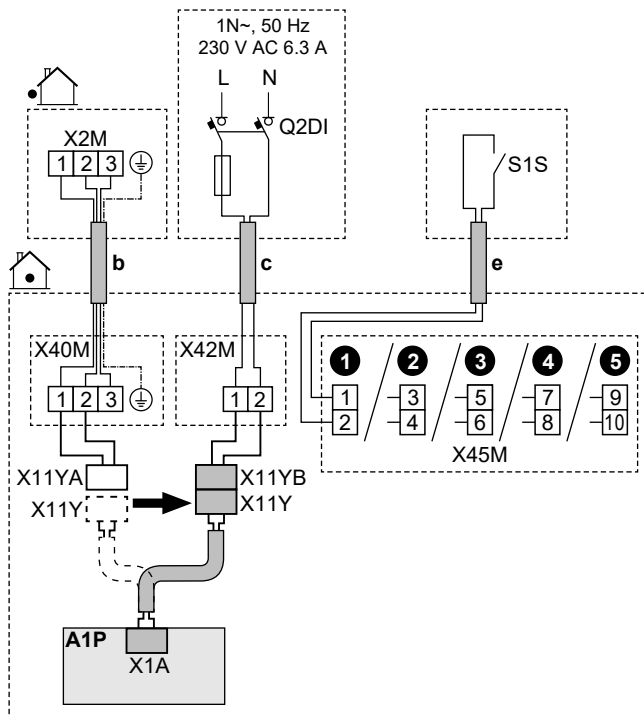 1N~, 50 Hz
230 V AC 6.3 A
L N
Q2DI
X2M
1 2 3
S1S
b
c
e
X40M
1 2 3
X42M
1 2
1 2 3 4 5
1 3 5 7 9
2 4 6 8 10
X45M
X11YA
X11YB
X11Y
X11Y
A1P
X1A